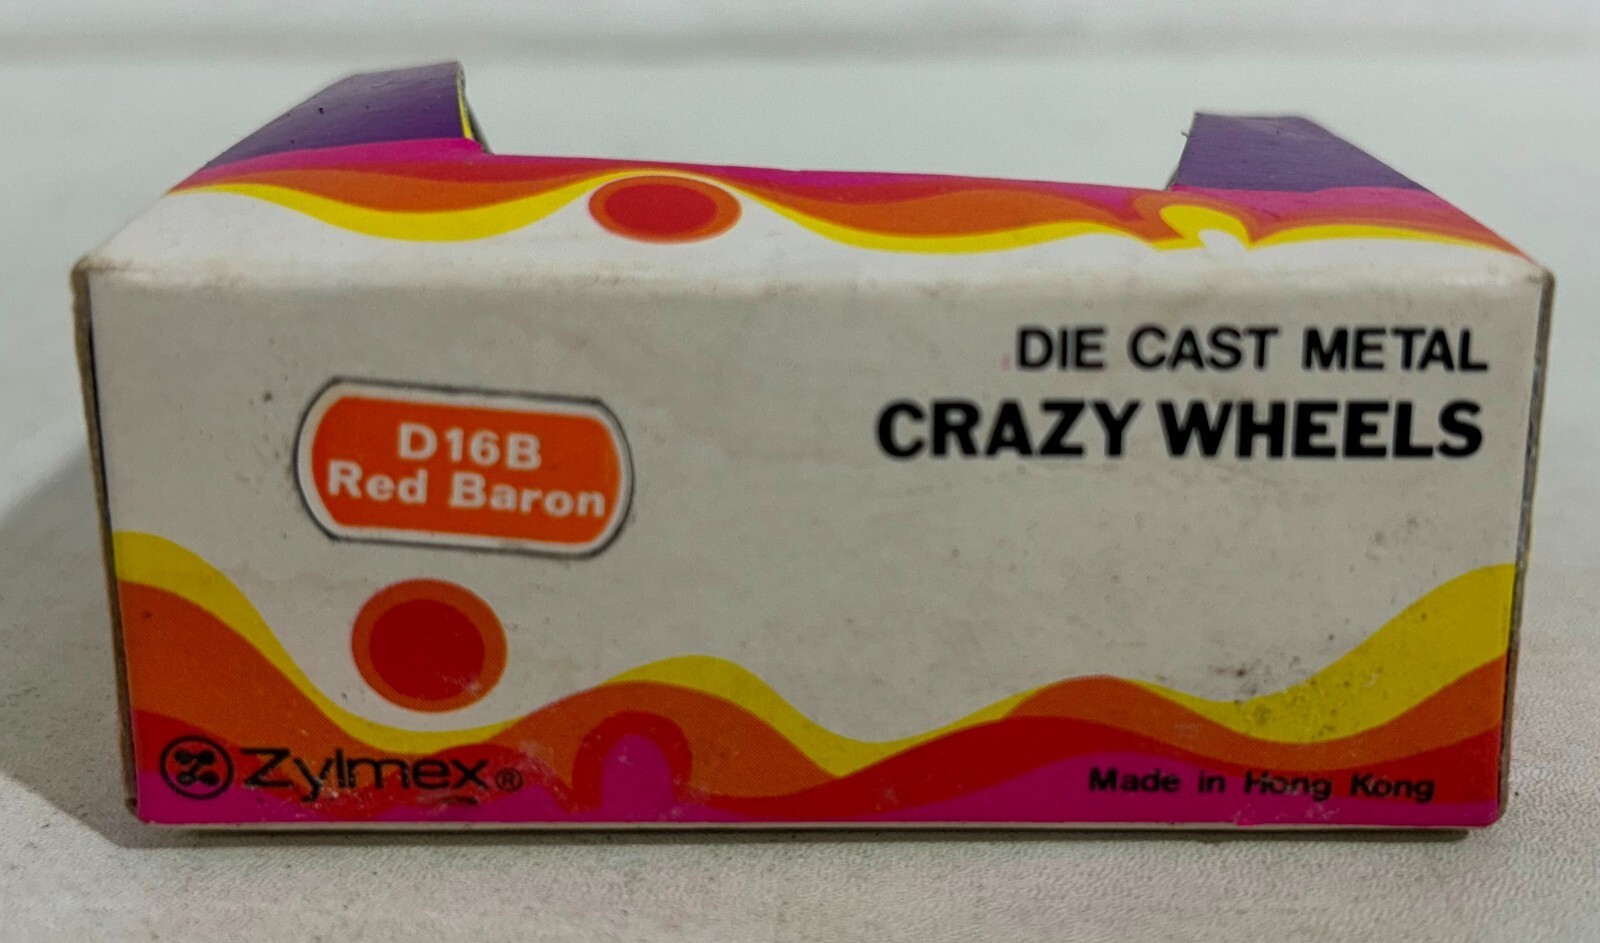 DIE CAST METAL
CRAZY WHEELS
D16B
Red Baron
Zylmex®
Made in Hong Kong